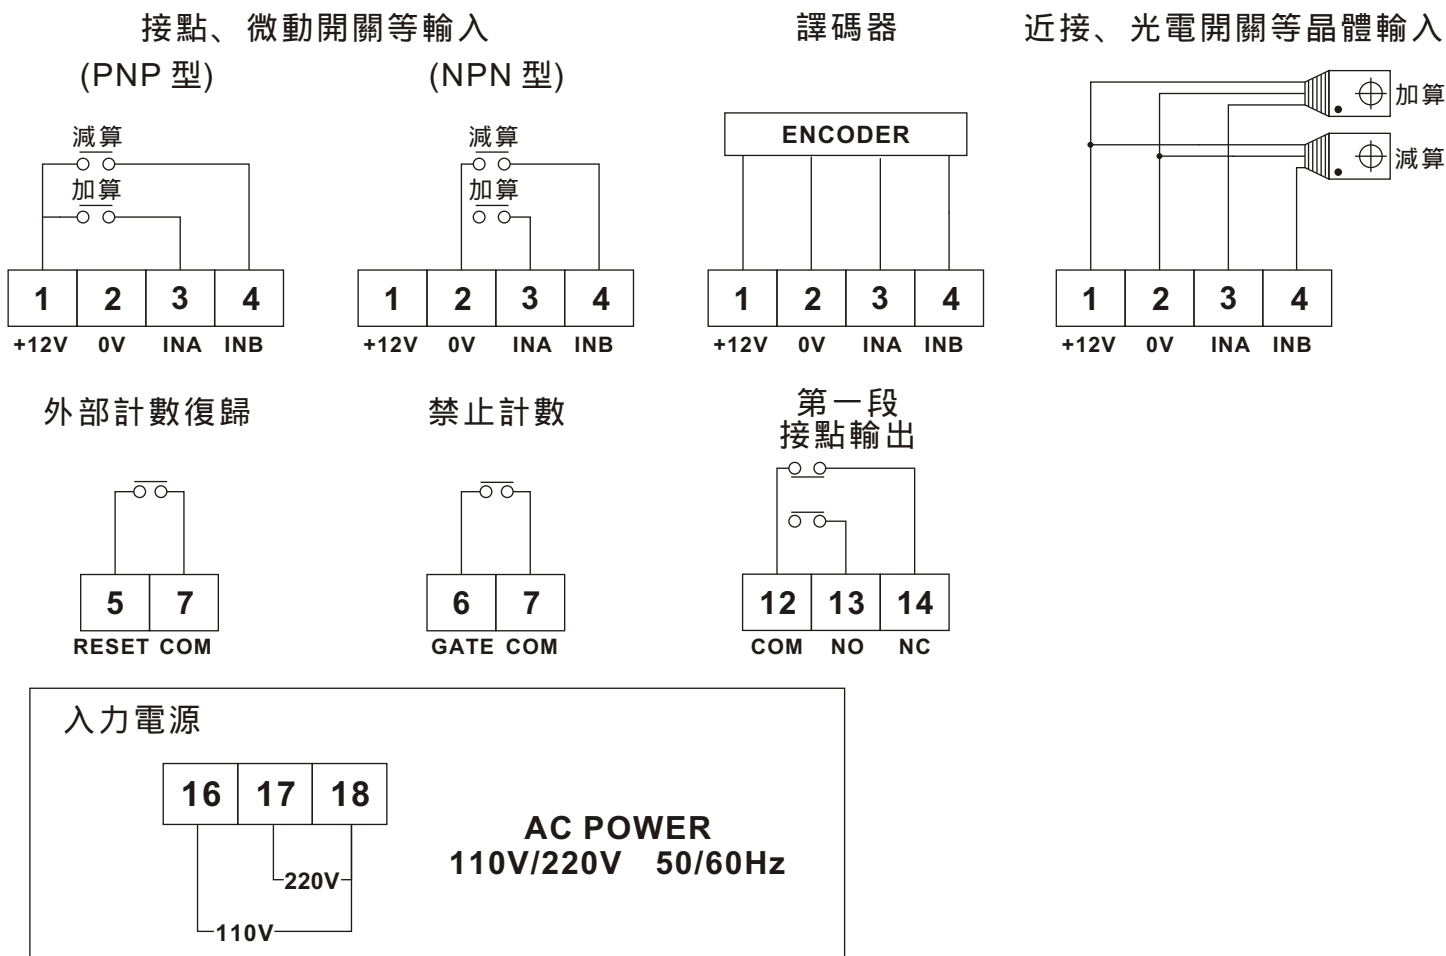 接點、微動開關等輸入
(PNP 型)
減算
加算
1 2 3 4
+12V 0V INA INB
(NPN 型)
減算
加算
1 2 3 4
+12V 0V INA INB
譯碼器
ENCODER
1 2 3 4
+12V 0V INA INB
近接、光電開關等晶體輸入
加算
減算
1 2 3 4
+12V 0V INA INB
外部計數復歸
5 7
RESET COM
禁止計數
6 7
GATE COM
第一段
接點輸出
12 13 14
COM NO NC
入力電源
16 17 18
220V
110V
AC POWER
110V/220V 50/60Hz